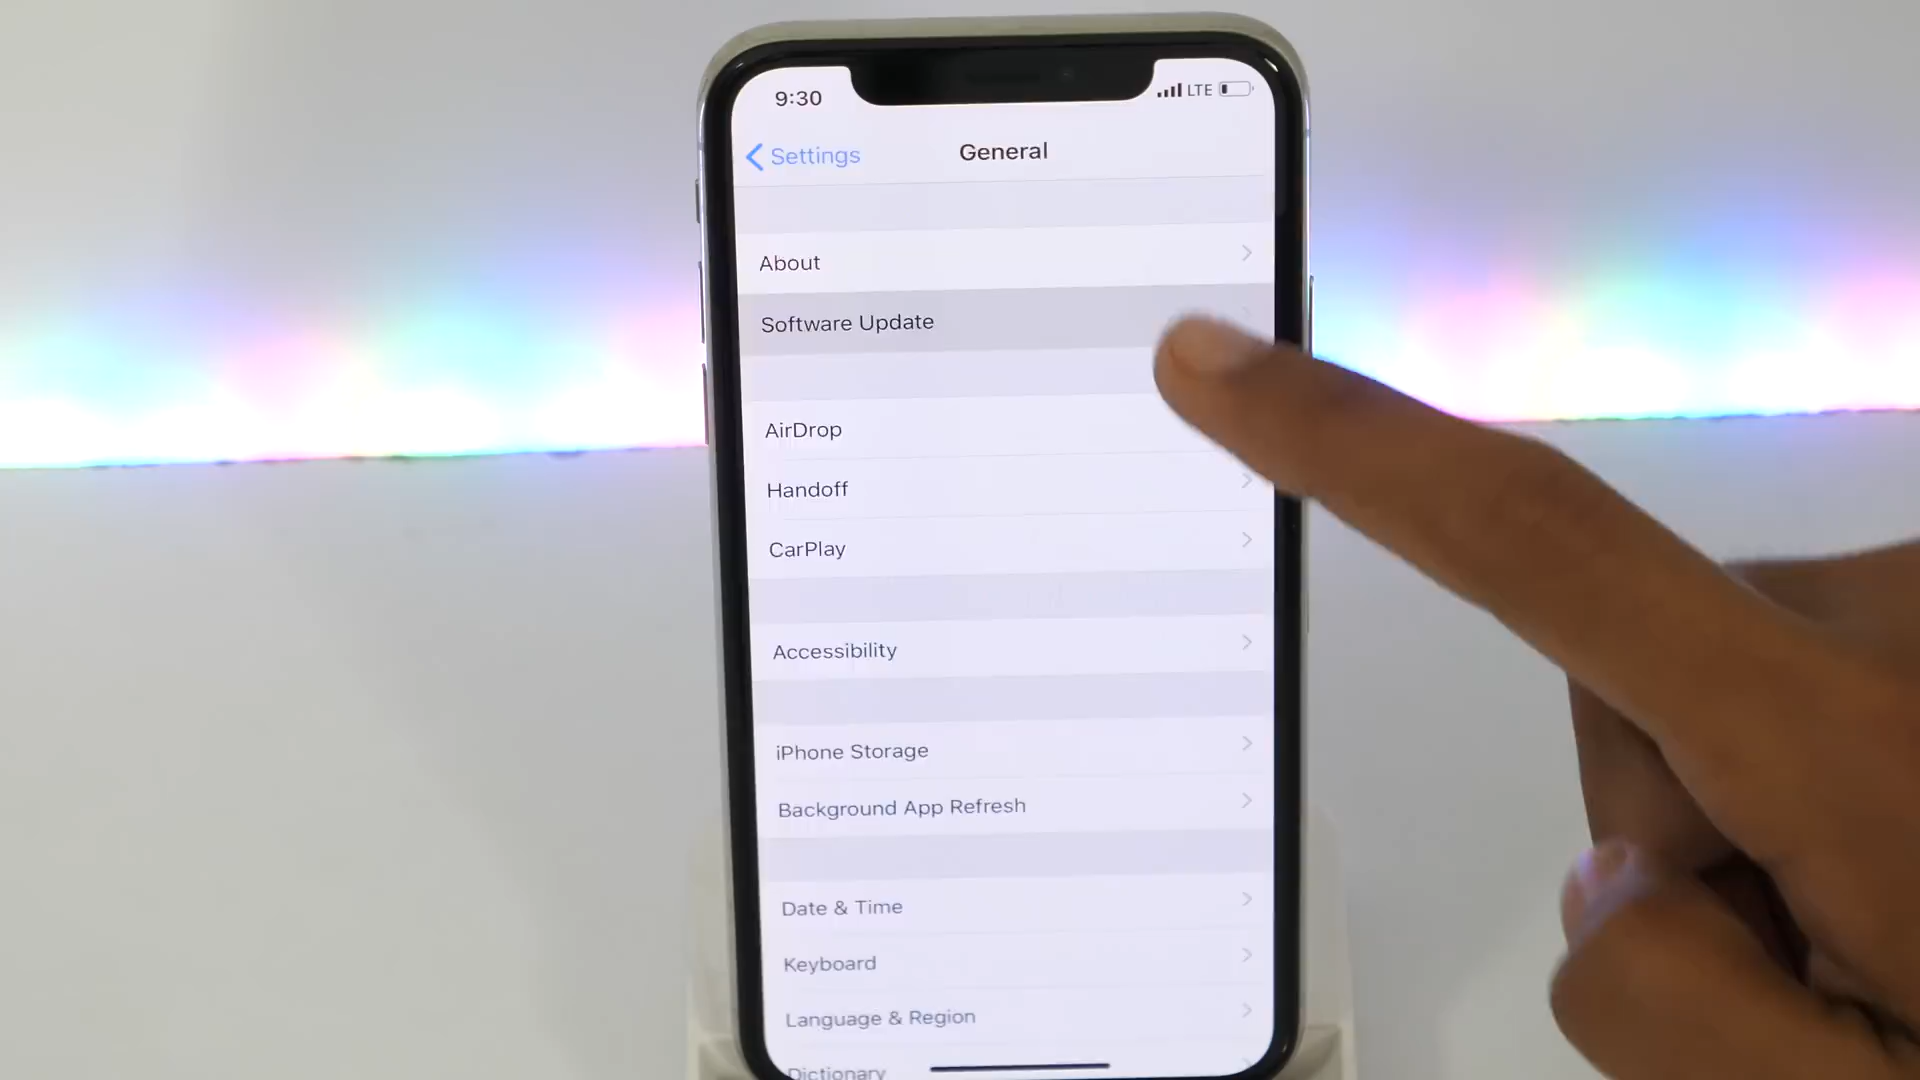 9:30
LTE
Settings
General
About
Software Update
AirDrop
Handoff
CarPlay
Accessibility
iPhone Storage
Background App Refresh
Date & Time
Keyboard
Language & Region
Dictionary